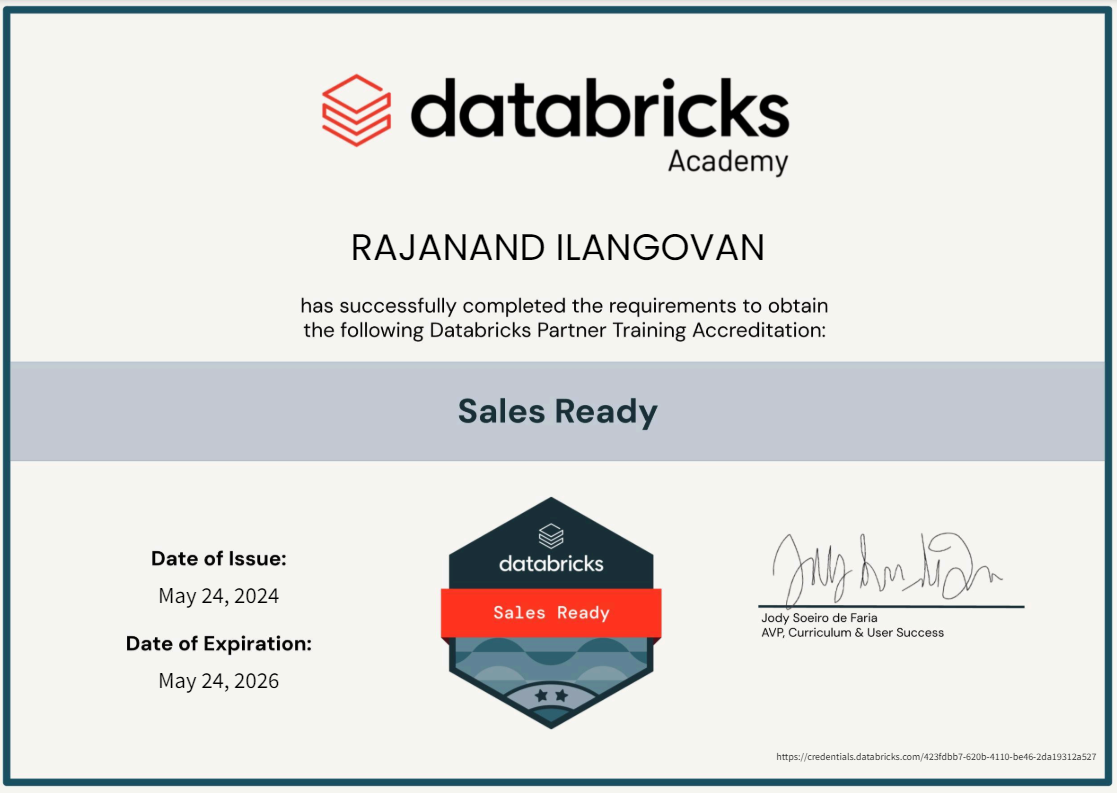 databricks
Academy
RAJANAND ILANGOVAN
has successfully completed the requirements to obtain
the following Databricks Partner Training Accreditation:
Sales Ready
Date of Issue:
May 24, 2024
Date of Expiration:
May 24, 2026
databricks
Sales Ready
Jody Soeiro de Faria
AVP, Curriculum & User Success
https://credentials.databricks.com/423fdbb7-620b-4110-be46-2da19312a527